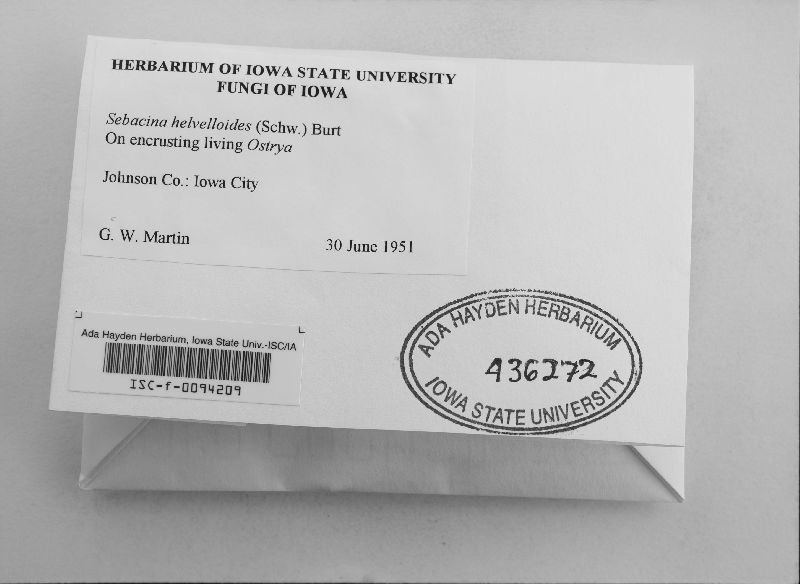 HERBARIUM OF IOWA STATE UNIVERSITY
FUNGI OF IOWA
Sebacina helvelloides (Schw.) Burt
On encrusting living Ostrya
Johnson Co.: Iowa City
G. W. Martin 30 June 1951
Ada Hayden Herbarium, Iowa State Univ.-ISC/IA
ISC-f-0094209
ADA HAYDEN HERBARIUM
436272
IOWA STATE UNIVERSITY